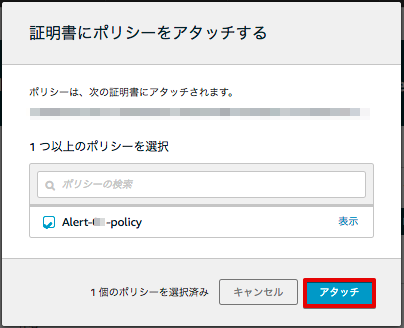 証明書にポリシーをアタッチする
ポリシーは、次の証明書にアタッチされます。
1 つ以上のポリシーを選択
ポリシーの検索
Alert- -policy 表示
1 個のポリシーを選択済み キャンセル アタッチ